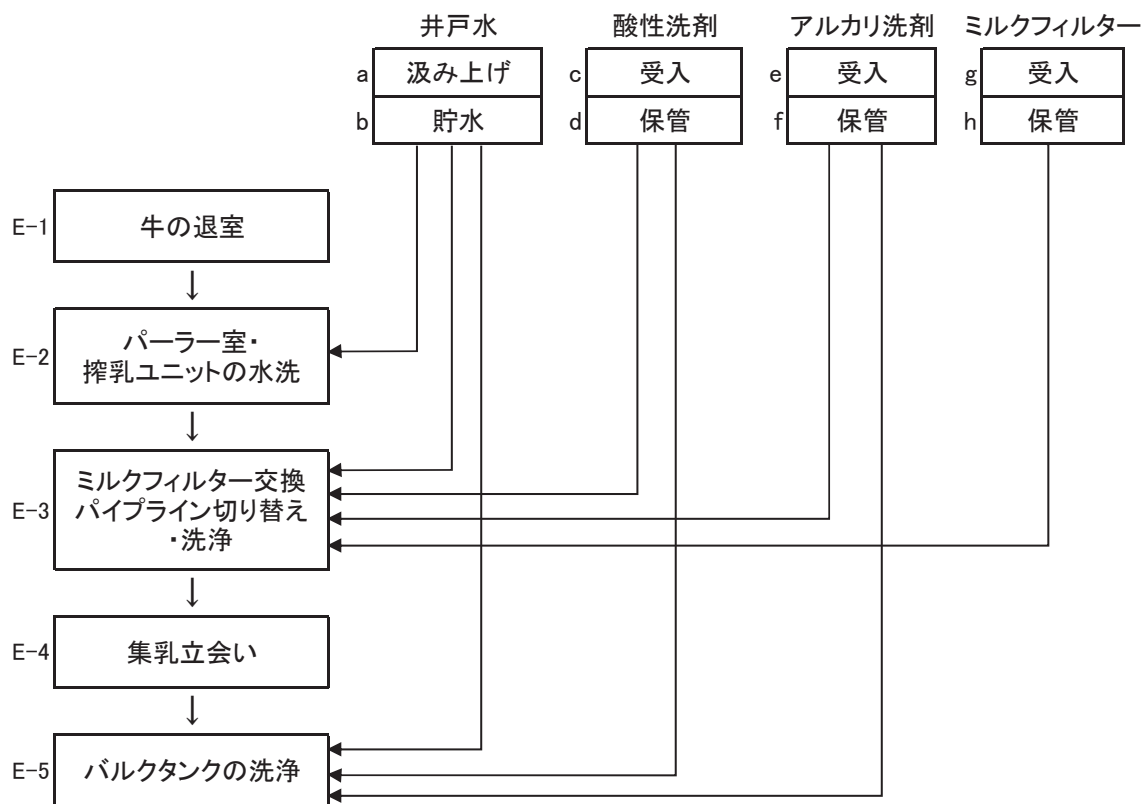 井戸水
酸性洗剤
アルカリ洗剤
ミルクフィルター
a
汲み上げ
c
受入
e
受入
g
受入
b
貯水
d
保管
f
保管
h
保管
E-1
牛の退室
↓
E-2
パーラー室・
搾乳ユニットの水洗
↓
E-3
ミルクフィルター交換
パイプライン切り替え
・洗浄
↓
E-4
集乳立会い
↓
E-5
バルクタンクの洗浄